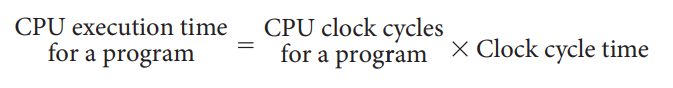 CPU execution time
for a program
=
CPU clock cycles
for a program
× Clock cycle time